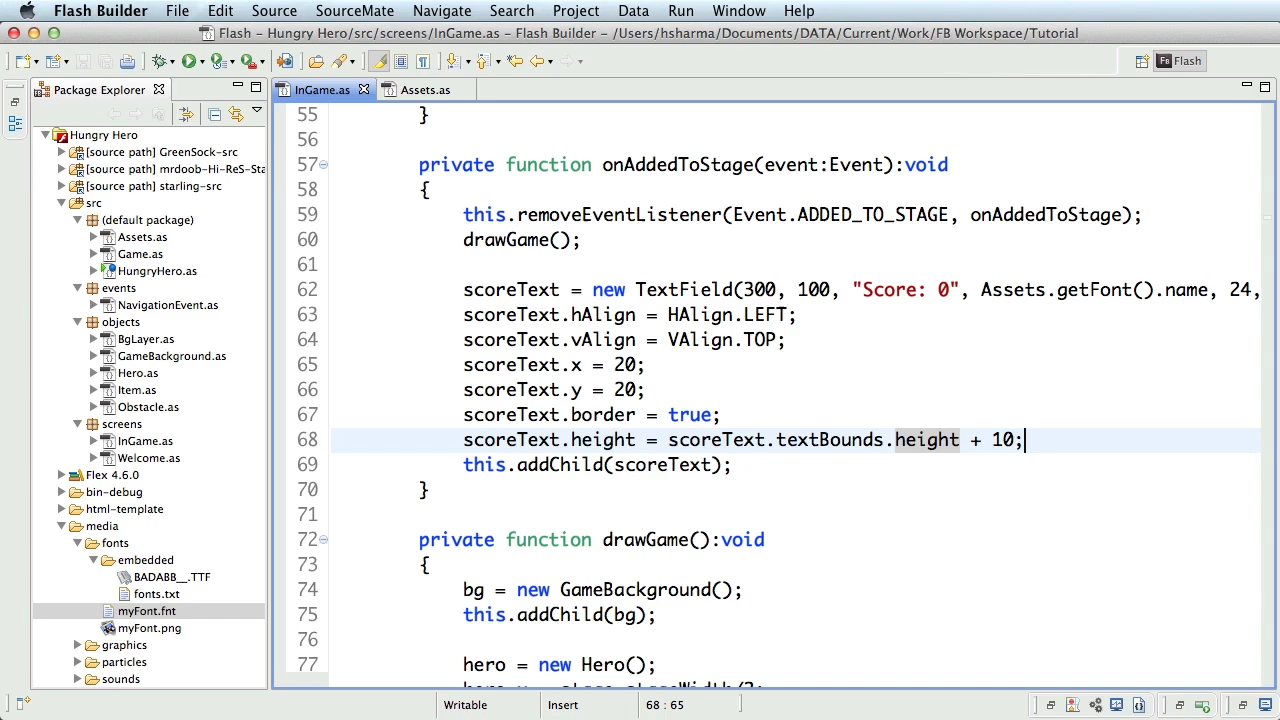 Flash Builder File Edit Source SourceMate Navigate Search Project Data Run Window Help
Flash - Hungry Hero/src/screens/InGame.as - Flash Builder - /Users/hsharma/Documents/DATA/Current/Work/FB Workspace/Tutorial
Flash
Package Explorer
InGame.as
Assets.as
Hungry Hero
[source path] GreenSock-src
[source path] mrdoob-Hi-ReS-Sta
[source path] starling-src
src
(default package)
Assets.as
Game.as
HungryHero.as
events
NavigationEvent.as
objects
BgLayer.as
GameBackground.as
Hero.as
Item.as
Obstacle.as
screens
InGame.as
Welcome.as
Flex 4.6.0
bin-debug
html-template
media
fonts
embedded
BADABB__.TTF
fonts.txt
myFont.fnt
myFont.png
graphics
particles
sounds
55 }
56
57 private function onAddedToStage(event:Event):void
58 {
59 this.removeEventListener(Event.ADDED_TO_STAGE, onAddedToStage);
60 drawGame();
61
62 scoreText = new TextField(300, 100, "Score: 0", Assets.getFont().name, 24,
63 scoreText.hAlign = HAlign.LEFT;
64 scoreText.vAlign = VAlign.TOP;
65 scoreText.x = 20;
66 scoreText.y = 20;
67 scoreText.border = true;
68 scoreText.height = scoreText.textBounds.height + 10;
69 this.addChild(scoreText);
70 }
71
72 private function drawGame():void
73 {
74 bg = new GameBackground();
75 this.addChild(bg);
76
77 hero = new Hero();
Writable Insert 68 : 65